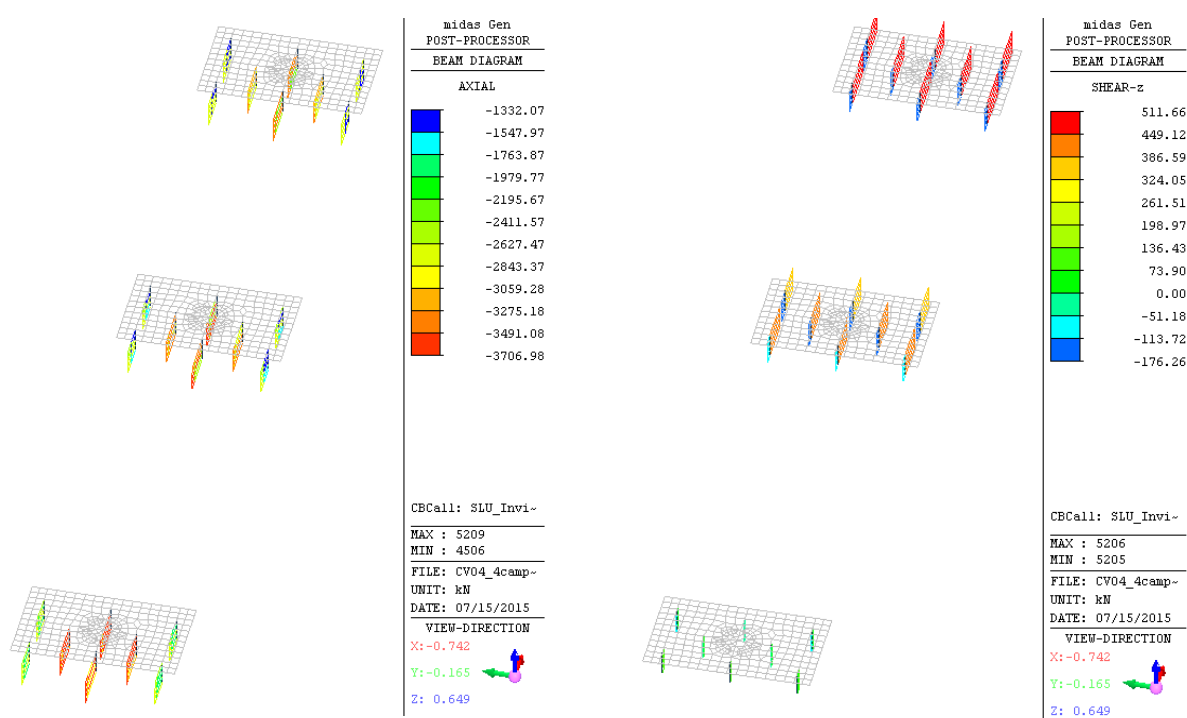 midas Gen
POST-PROCESSOR
BEAM DIAGRAM
AXIAL
-1332.07
-1547.97
-1763.87
-1979.77
-2195.67
-2411.57
-2627.47
-2843.37
-3059.28
-3275.18
-3491.08
-3706.98
CBCall: SLU_Invi~
MAX : 5209
MIN : 4506
FILE: CV04_4camp~
UNIT: kN
DATE: 07/15/2015
VIEW-DIRECTION
X:-0.742
Y:-0.165
Z: 0.649
midas Gen
POST-PROCESSOR
BEAM DIAGRAM
SHEAR-z
511.66
449.12
386.59
324.05
261.51
198.97
136.43
73.90
0.00
-51.18
-113.72
-176.26
CBCall: SLU_Invi~
MAX : 5206
MIN : 5205
FILE: CV04_4camp~
UNIT: kN
DATE: 07/15/2015
VIEW-DIRECTION
X:-0.742
Y:-0.165
Z: 0.649